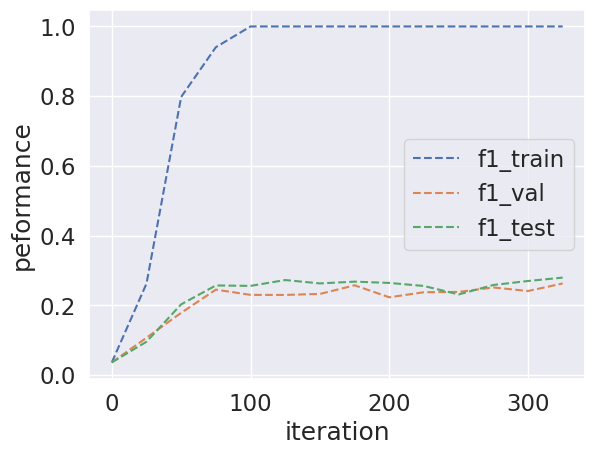 1.0
0.8
0.6
0.4
0.2
0.0
peformance
f1_train
f1_val
f1_test
0 100 200 300
iteration